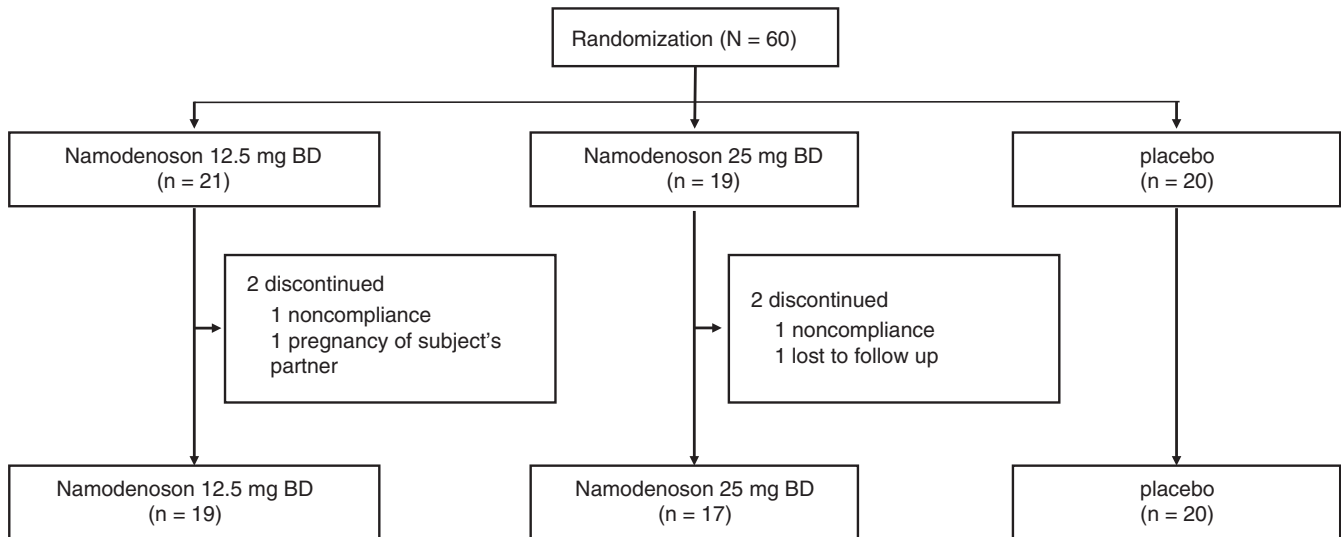 Randomization (N = 60)
Namodenoson 12.5 mg BD
(n = 21)
Namodenoson 25 mg BD
(n = 19)
placebo
(n = 20)
2 discontinued
1 noncompliance
1 pregnancy of subject's
partner
2 discontinued
1 noncompliance
1 lost to follow up
Namodenoson 12.5 mg BD
(n = 19)
Namodenoson 25 mg BD
(n = 17)
placebo
(n = 20)